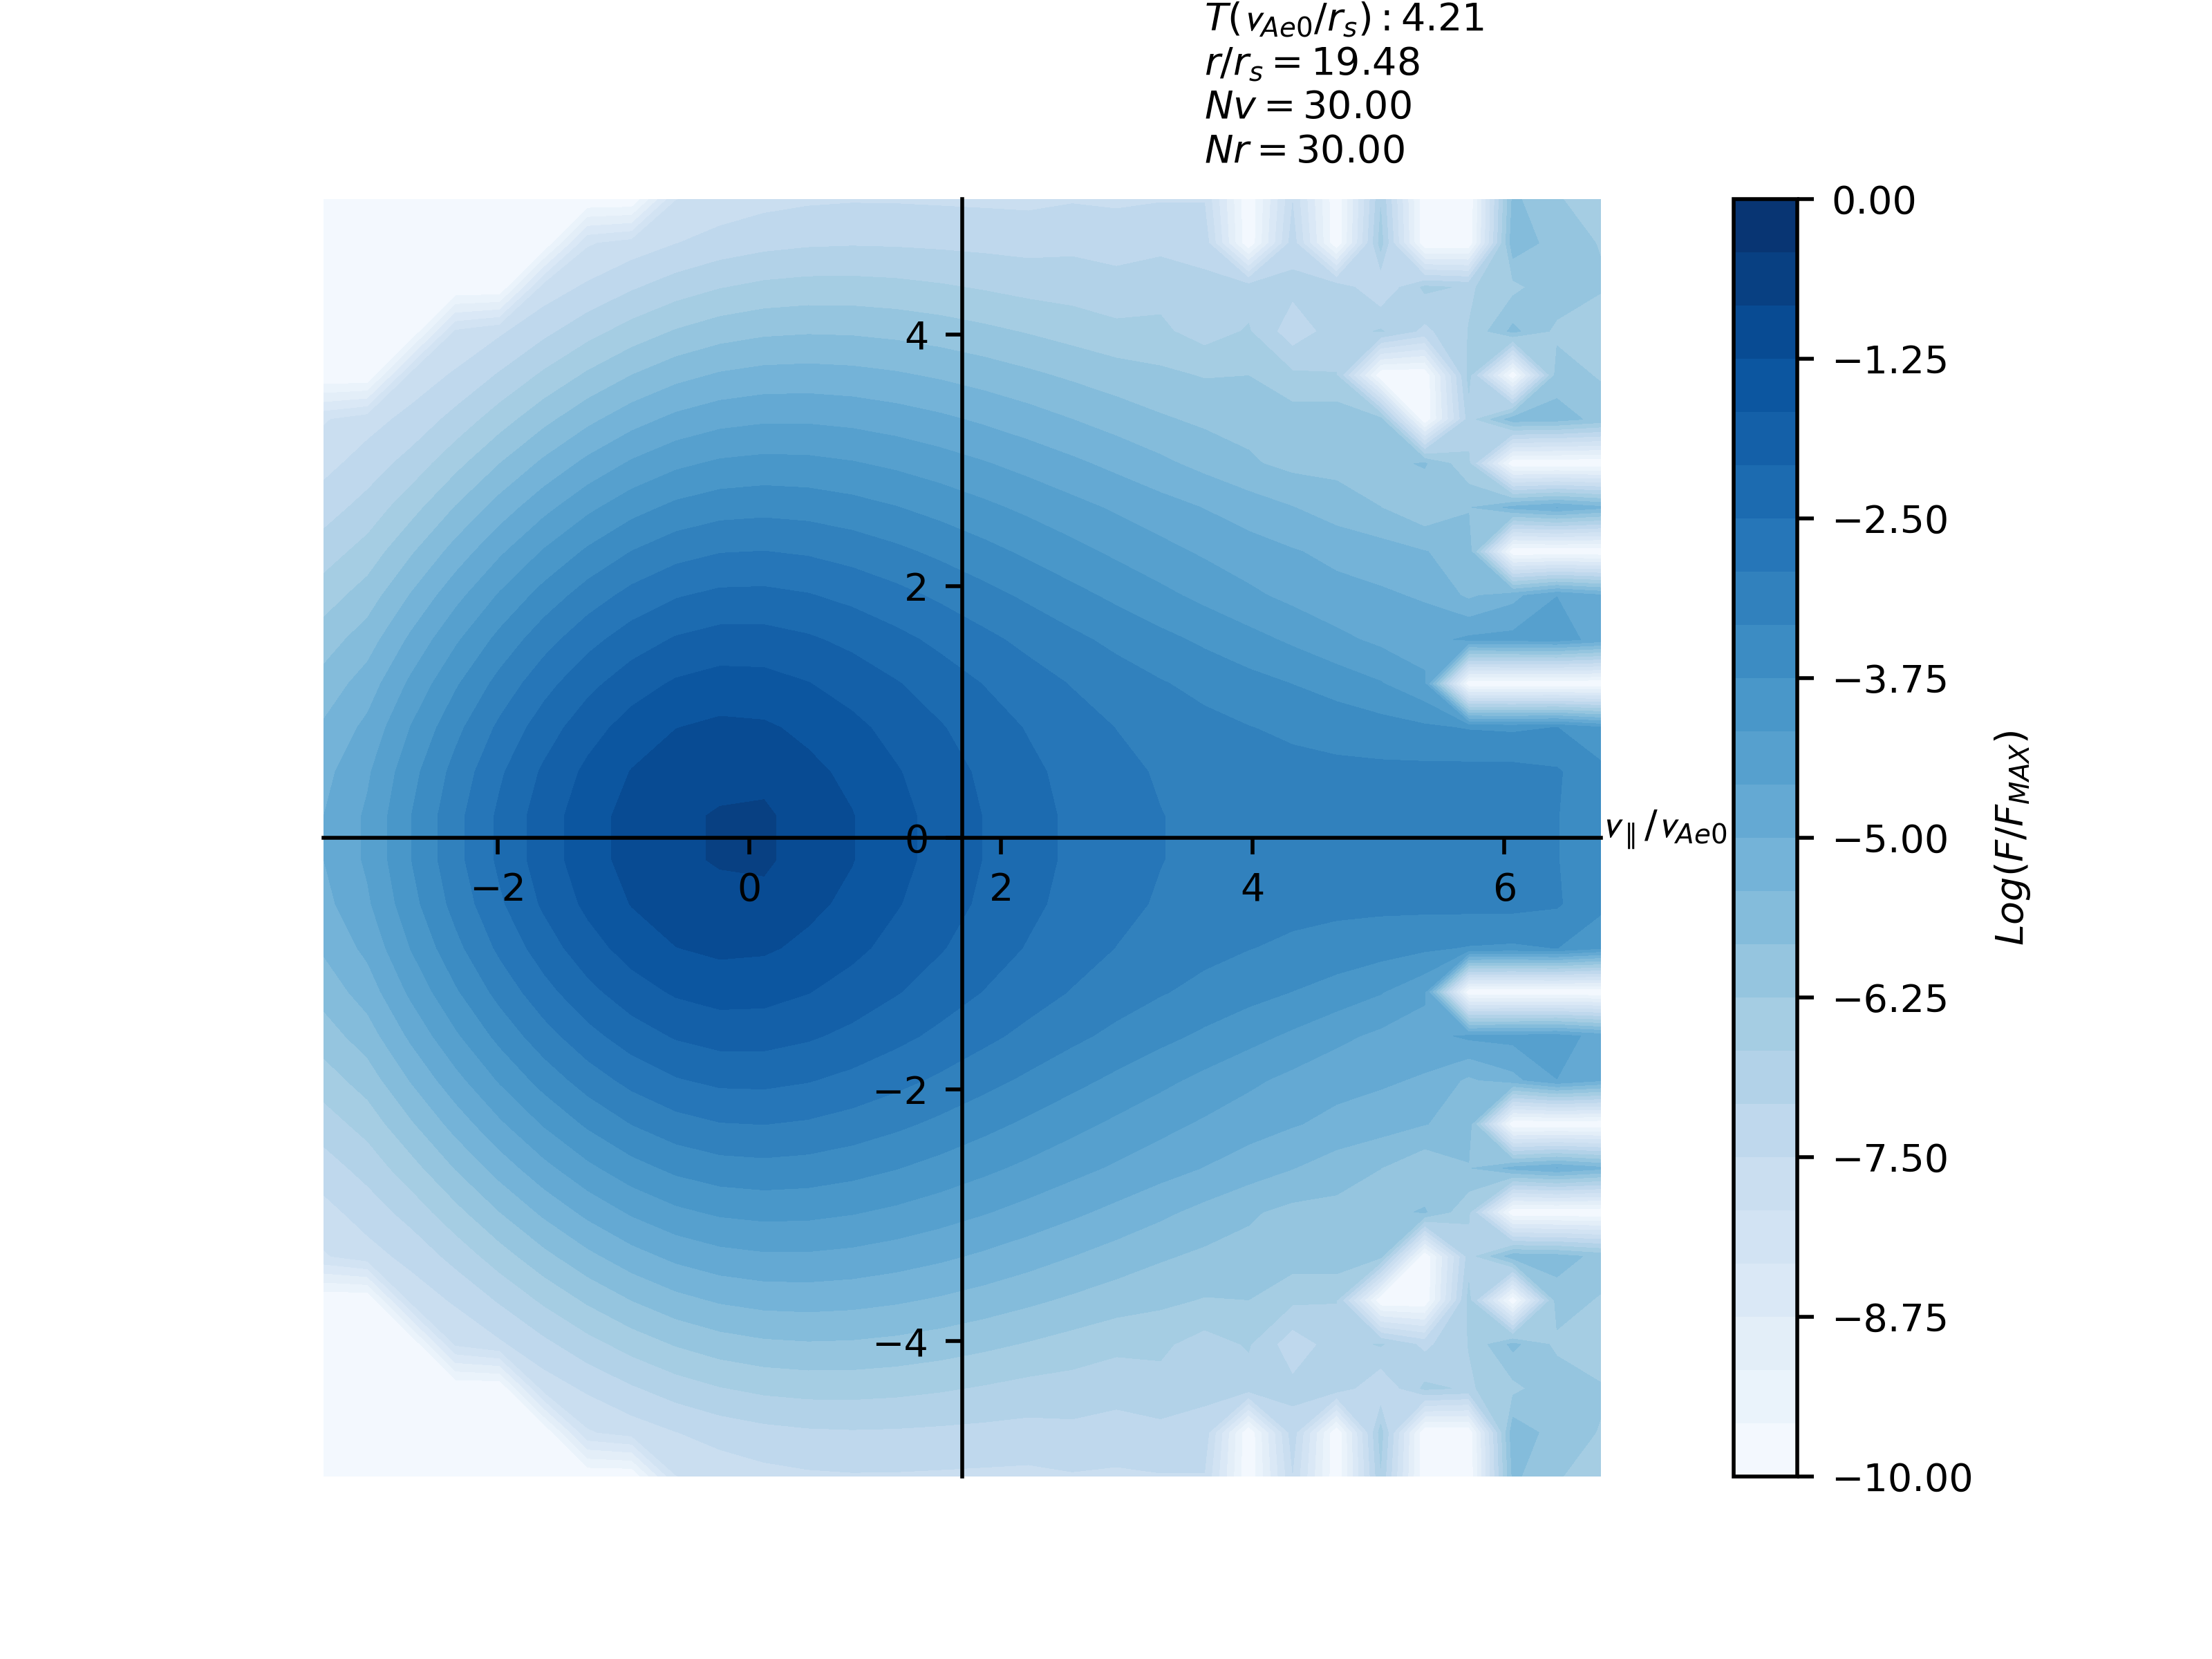 T(v_Ae0/r_s) : 4.21
r/r_s = 19.48
Nv = 30.00
Nr = 30.00
4
2
0
−2
−4
−2 0 2 4 6
v_∥/v_Ae0
0.00
−1.25
−2.50
−3.75
−5.00
−6.25
−7.50
−8.75
−10.00
Log(F/F_MAX)